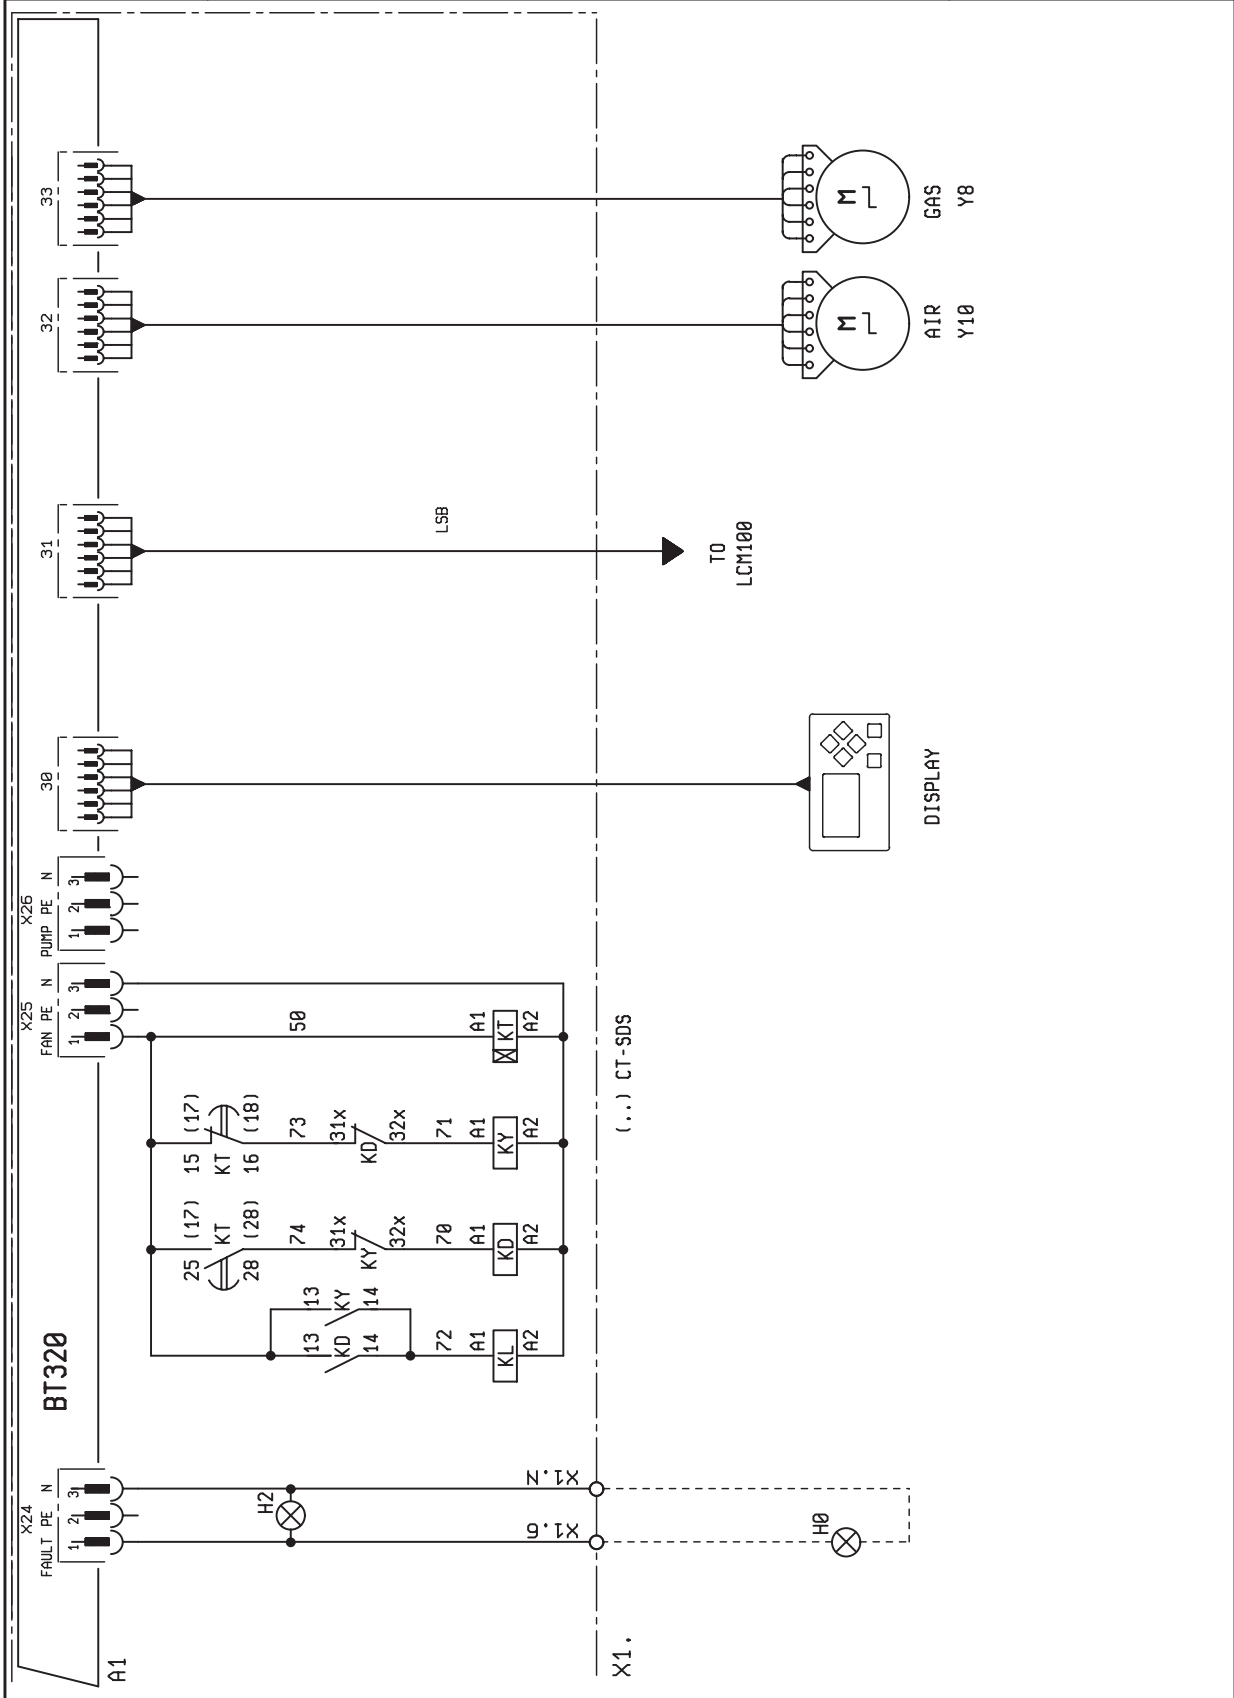 X24 X25 X26
FAULT PE N FAN PE N PUMP PE N 30 31 32 33
1 2 3 1 2 3 1 2 3
BT320
A1
25 (17) 15 (17)
KT KT
28 (28) 16 (18)
H2
74 73 50
13 13
KD KY 31x 31x
14 14 KY KD
32x 32x
72 70 71 LSB
A1 A1 A1 A1
KL KD KY KT
A2 A2 A2 A2
X1.6 X1.N
X1. (..) CT-SDS
TO
LCM100
H0
M M
DISPLAY AIR GAS
Y10 Y8